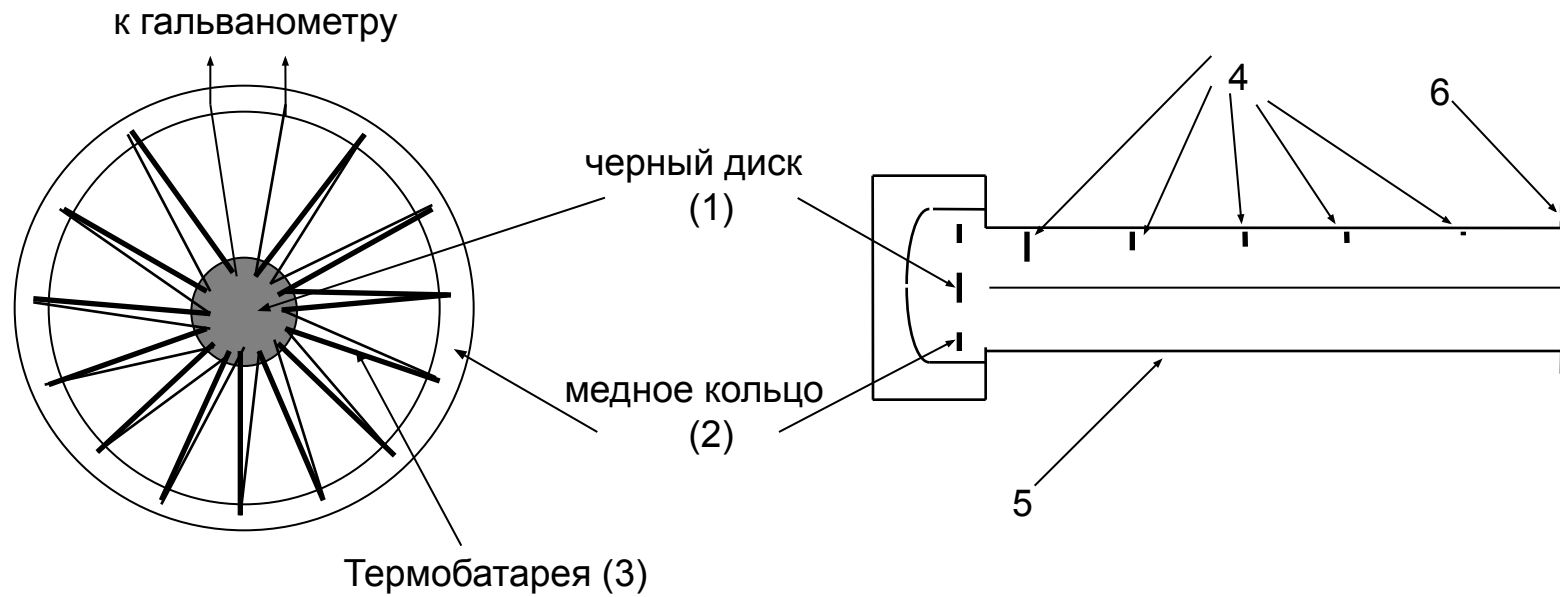 к гальванометру
4
6
черный диск
(1)
медное кольцо
(2)
5
Термобатарея (3)